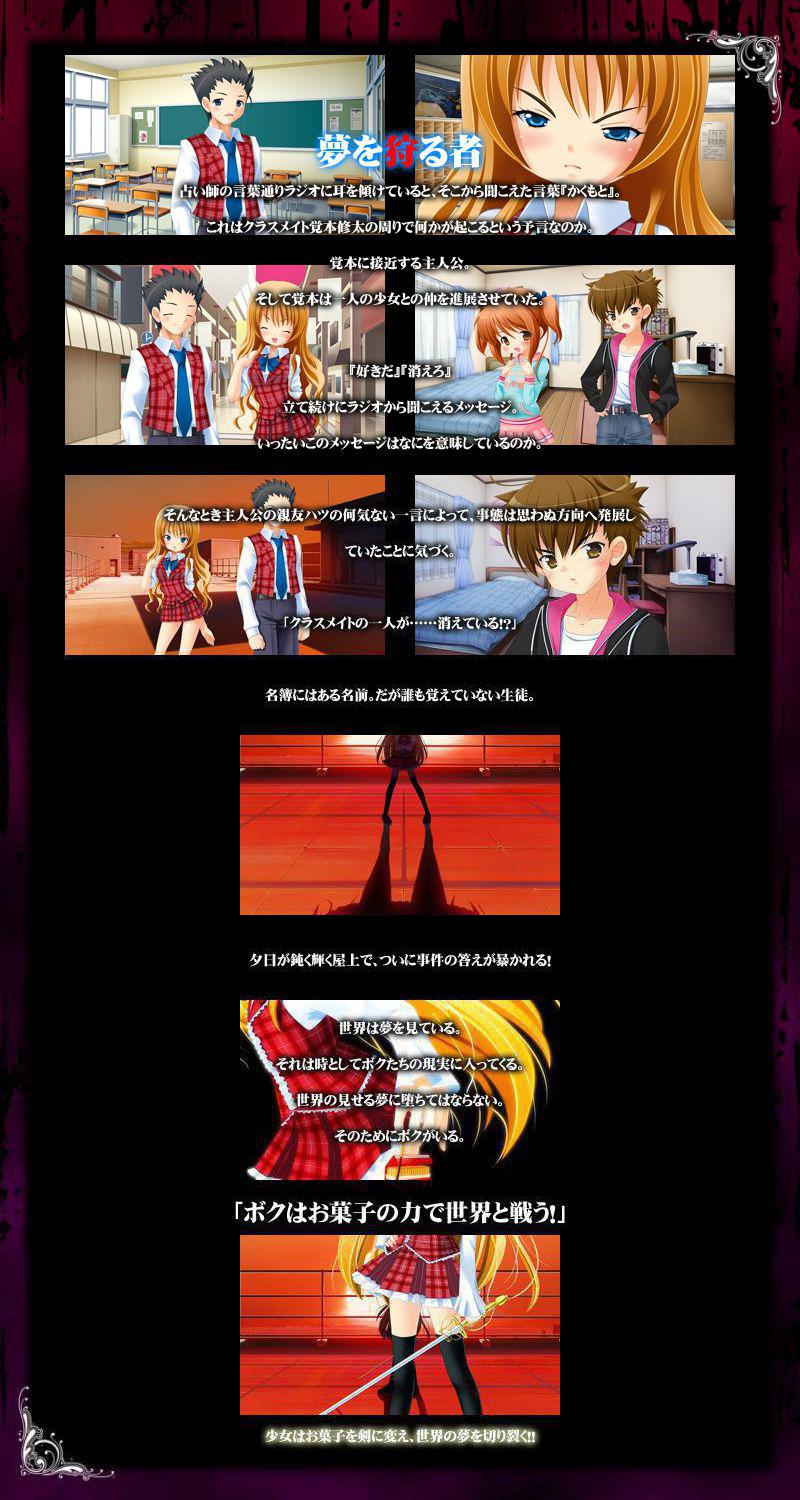 夢を狩る者
占い師の言葉通りラジオに耳を傾けていると、そこから聞こえた言葉『かくもと』。
これはクラスメイト覚本修太の周りで何かが起こるという予言なのか。
覚本に接近する主人公。
そして覚本は一人の少女との仲を進展させていた。
『好きだ』『消えろ』
立て続けにラジオから聞こえるメッセージ。
いったいこのメッセージはなにを意味しているのか。
そんなとき主人公の親友ハツの何気ない一言によって、事態は思わぬ方向へ発展し
ていたことに気づく。
「クラスメイトの一人が……消えている!?」
名簿にはある名前。だが誰も覚えていない生徒。
夕日が鈍く輝く屋上で、ついに事件の答えが暴かれる!
世界は夢を見ている。
それは時としてボクたちの現実に入ってくる。
世界の見せる夢に堕ちてはならない。
そのためにボクがいる。
「ボクはお菓子の力で世界と戦う!」
少女はお菓子を剣に変え、世界の夢を切り裂く!!